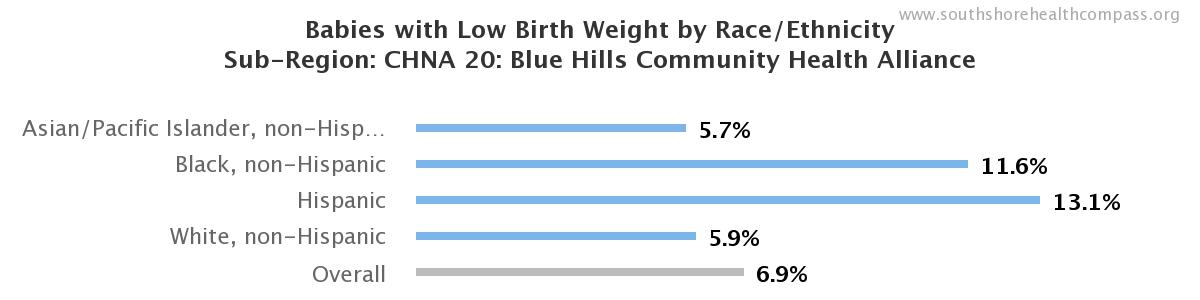 www.southshorehealthcompass.org
Babies with Low Birth Weight by Race/Ethnicity
Sub-Region: CHNA 20: Blue Hills Community Health Alliance
Asian/Pacific Islander, non-Hisp... 5.7%
Black, non-Hispanic 11.6%
Hispanic 13.1%
White, non-Hispanic 5.9%
Overall 6.9%